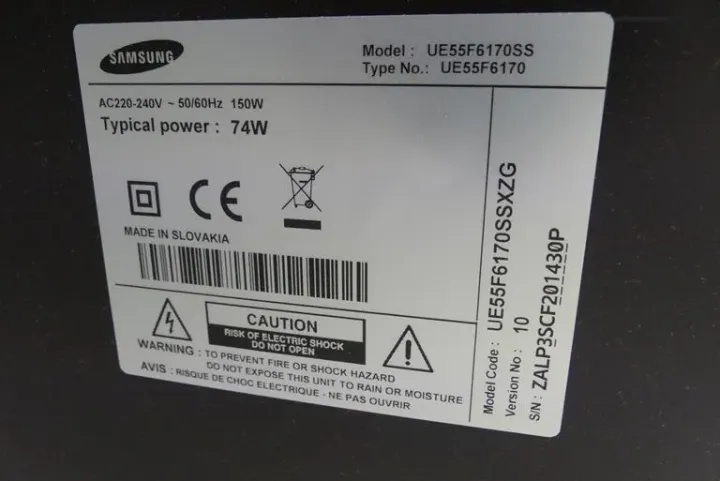 SAMSUNG
Model : UE55F6170SS
Type No.: UE55F6170
AC220-240V ~ 50/60Hz 150W
Typical power : 74W
CE
MADE IN SLOVAKIA
CAUTION
RISK OF ELECTRIC SHOCK
DO NOT OPEN
WARNING : TO PREVENT FIRE OR SHOCK HAZARD
DO NOT EXPOSE THIS UNIT TO RAIN OR MOISTURE
AVIS : RISQUE DE CHOC ELECTRIQUE - NE PAS OUVRIR
Model Code : UE55F6170SSXZG
Version No : 10
S/N : ZALP3SCF201430P